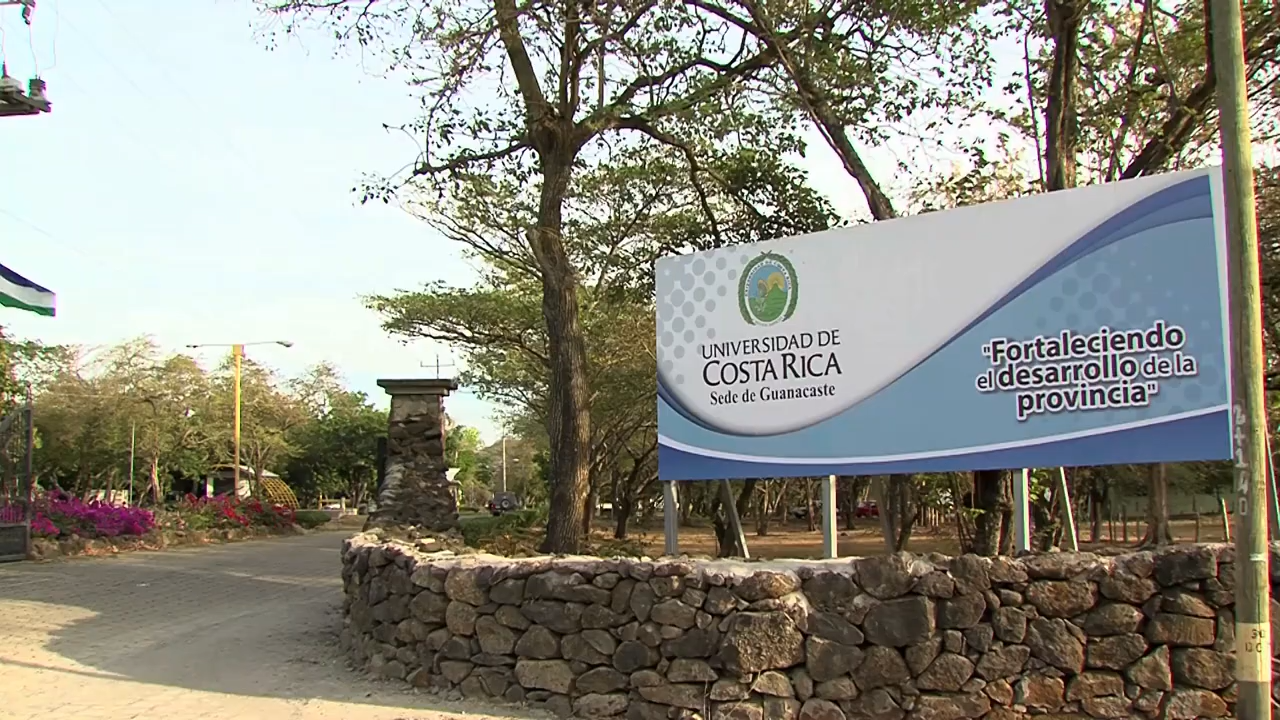 UNIVERSIDAD DE
COSTA RICA
Sede de Guanacaste
"Fortaleciendo
el desarrollo de la
provincia"